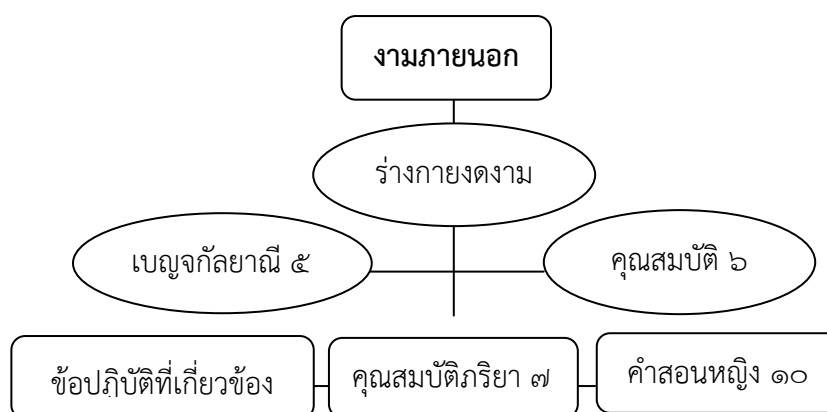 งามภายนอก
ร่างกายงดงาม
เบญจกัลยาณี ๕
คุณสมบัติ ๖
ข้อปฏิบัติที่เกี่ยวข้อง
คุณสมบัติภริยา ๗
คำสอนหญิง ๑๐